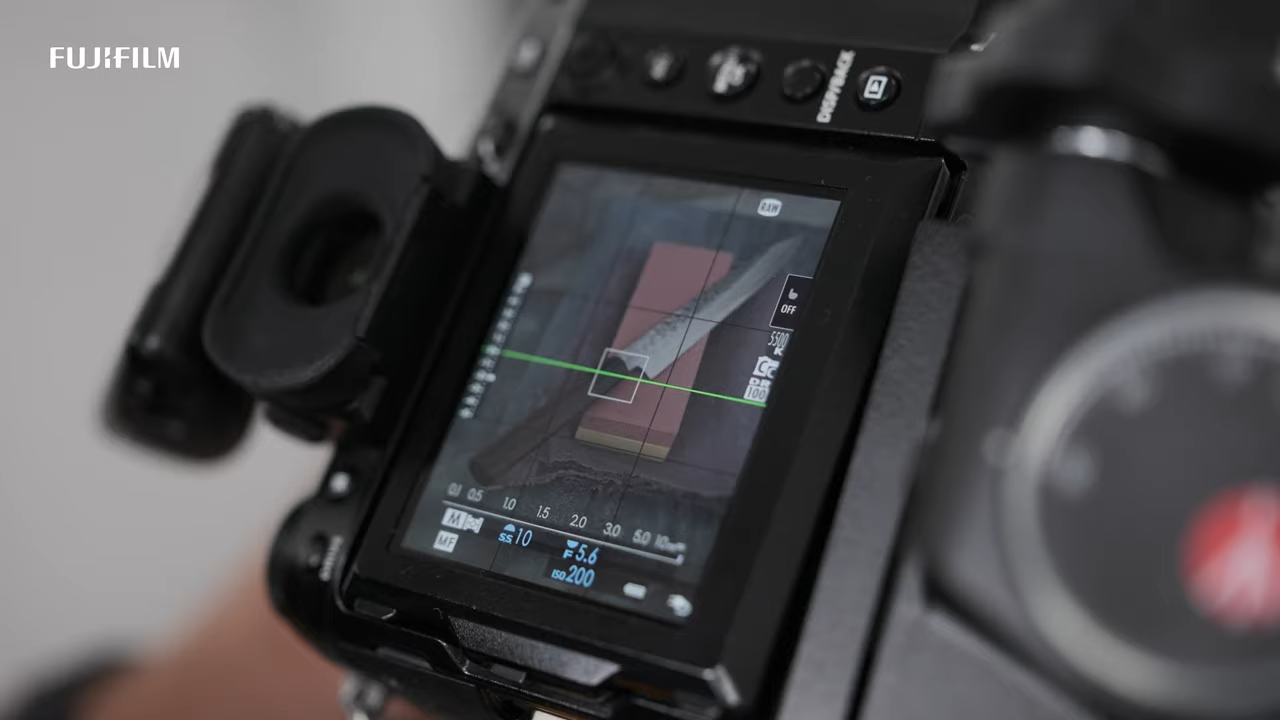 FUJIFILM
DISP/BACK
RAW
OFF
5500
K
DR
100
0.1 0.5 1.0 1.5 2.0 3.0 5.0 10 ∞
M
MF
S.S. 10
F 5.6
ISO 200